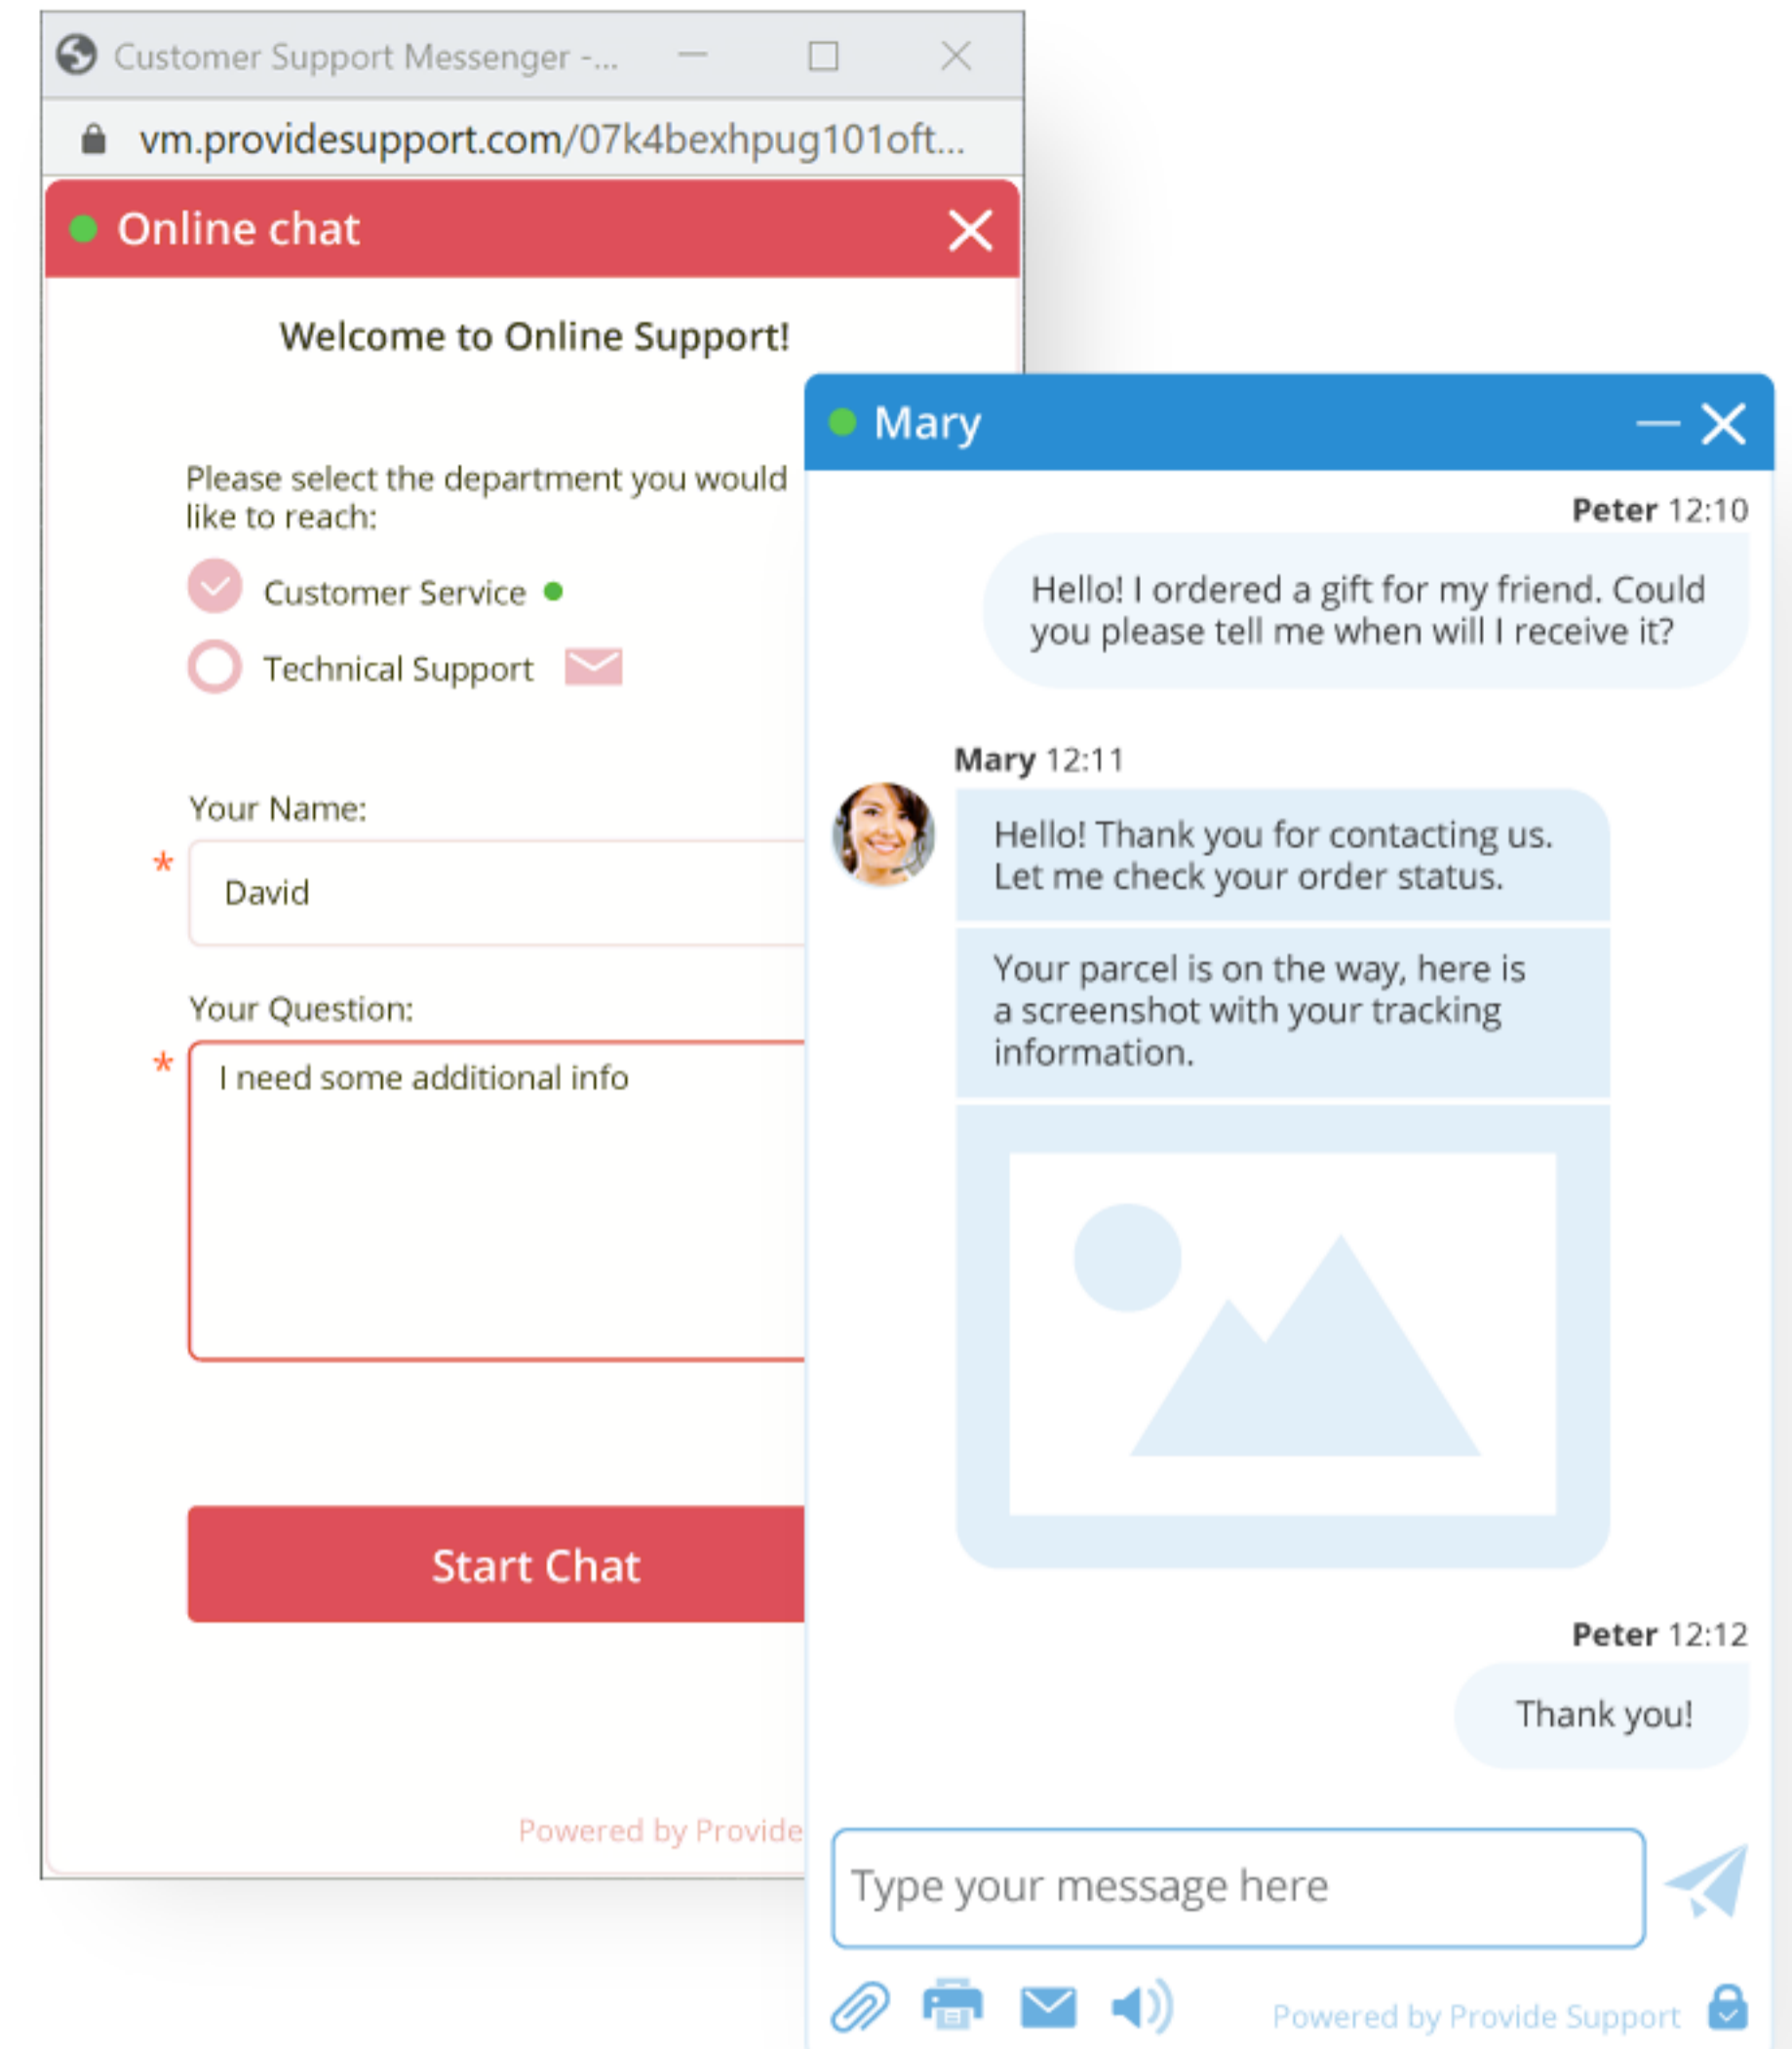 Customer Support Messenger -...
vm.providesupport.com/07k4bexhpug101oft...
Online chat
Welcome to Online Support!
Please select the department you would
like to reach:
Customer Service
Technical Support
Your Name:
* 
David
Your Question:
*
I need some additional info
Start Chat
Powered by Provide
Mary
Peter 12:10
Hello! I ordered a gift for my friend. Could
you please tell me when will I receive it?
Mary 12:11
Hello! Thank you for contacting us.
Let me check your order status.
Your parcel is on the way, here is
a screenshot with your tracking
information.
Peter 12:12
Thank you!
Type your message here
Powered by Provide Support